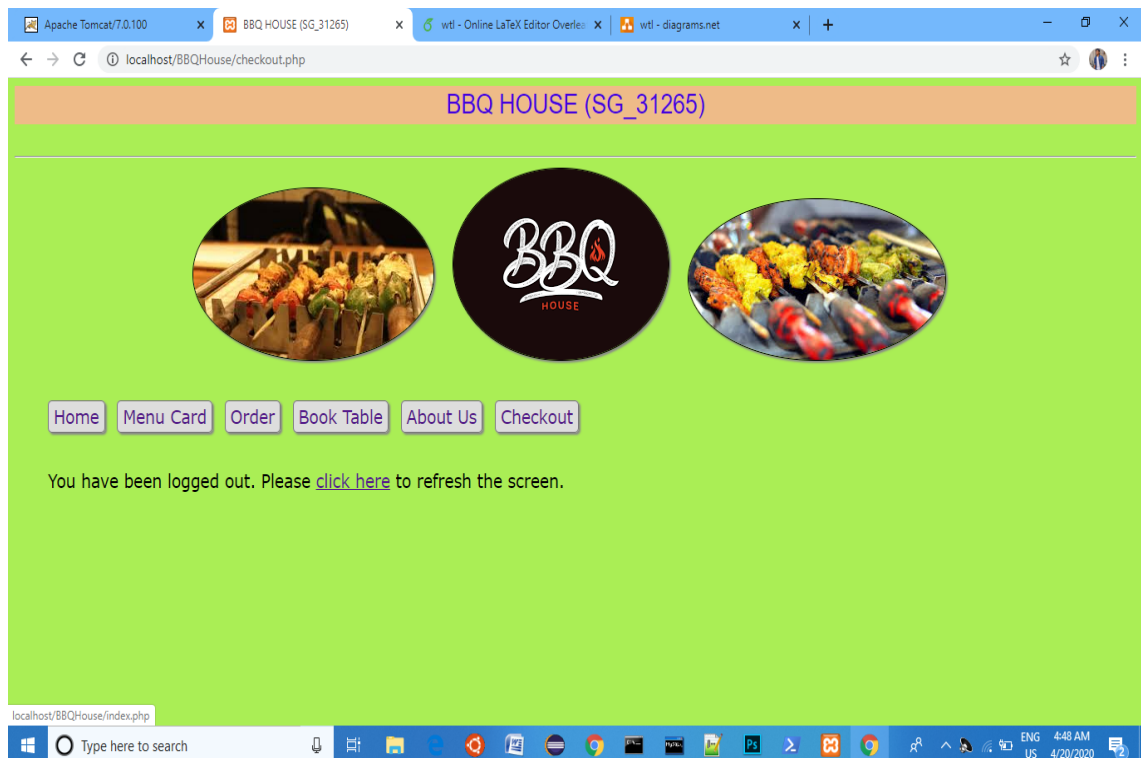 Apache Tomcat/7.0.100
BBQ HOUSE (SG_31265)
wtl - Online LaTeX Editor Overlea
wtl - diagrams.net
localhost/BBQHouse/checkout.php
BBQ HOUSE (SG_31265)
BBQ
HOUSE
Home Menu Card Order Book Table About Us Checkout
You have been logged out. Please click here to refresh the screen.
localhost/BBQHouse/index.php
Type here to search
ENG
US
4:48 AM
4/20/2020
2